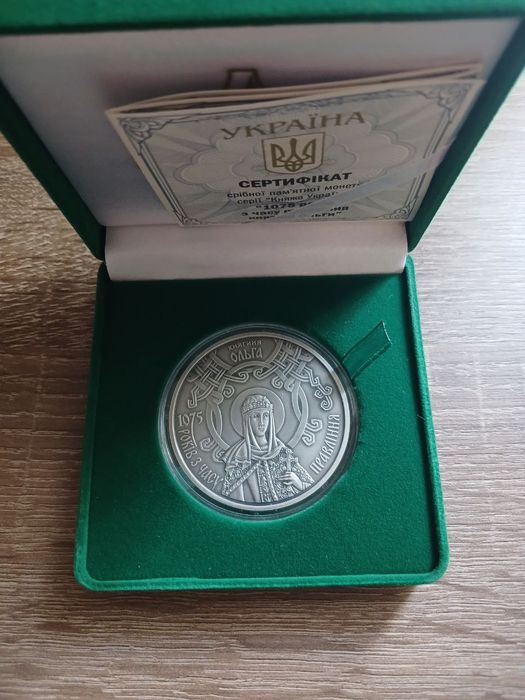 УКРАЇНА
СЕРТИФІКАТ
срібної пам'ятної монети
серії "Княжа Украї
"1075
з часу
КНЯГИНЯ
ОЛЬГА
1075
РОКІВ З ЧАСУ
ПРАВЛІННЯ